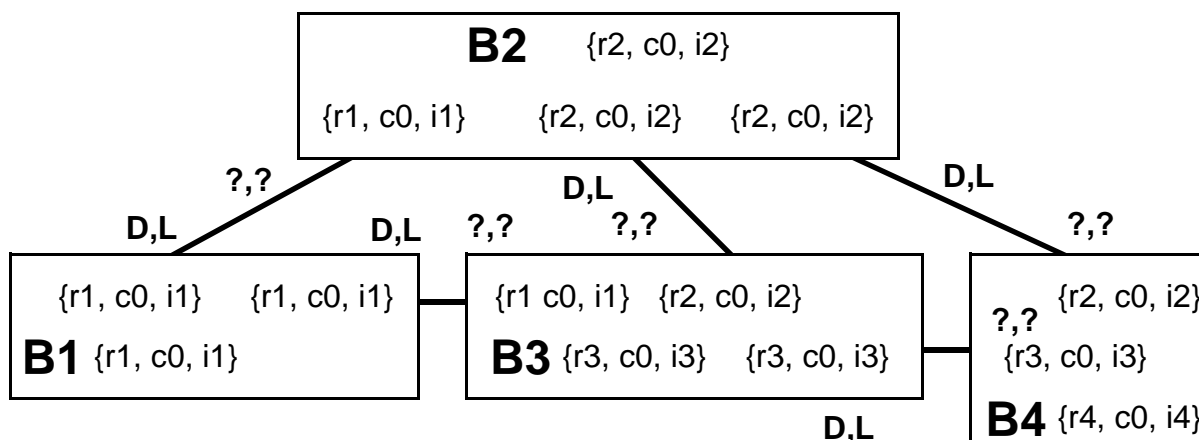 B2 {r2, c0, i2}
{r1, c0, i1} {r2, c0, i2} {r2, c0, i2}
?,? D,L D,L
D,L D,L ?,? ?,? ?,?
{r1, c0, i1} {r1, c0, i1} {r1 c0, i1} {r2, c0, i2} {r2, c0, i2}
?,?
B1 {r1, c0, i1} B3 {r3, c0, i3} {r3, c0, i3} {r3, c0, i3}
D,L B4 {r4, c0, i4}